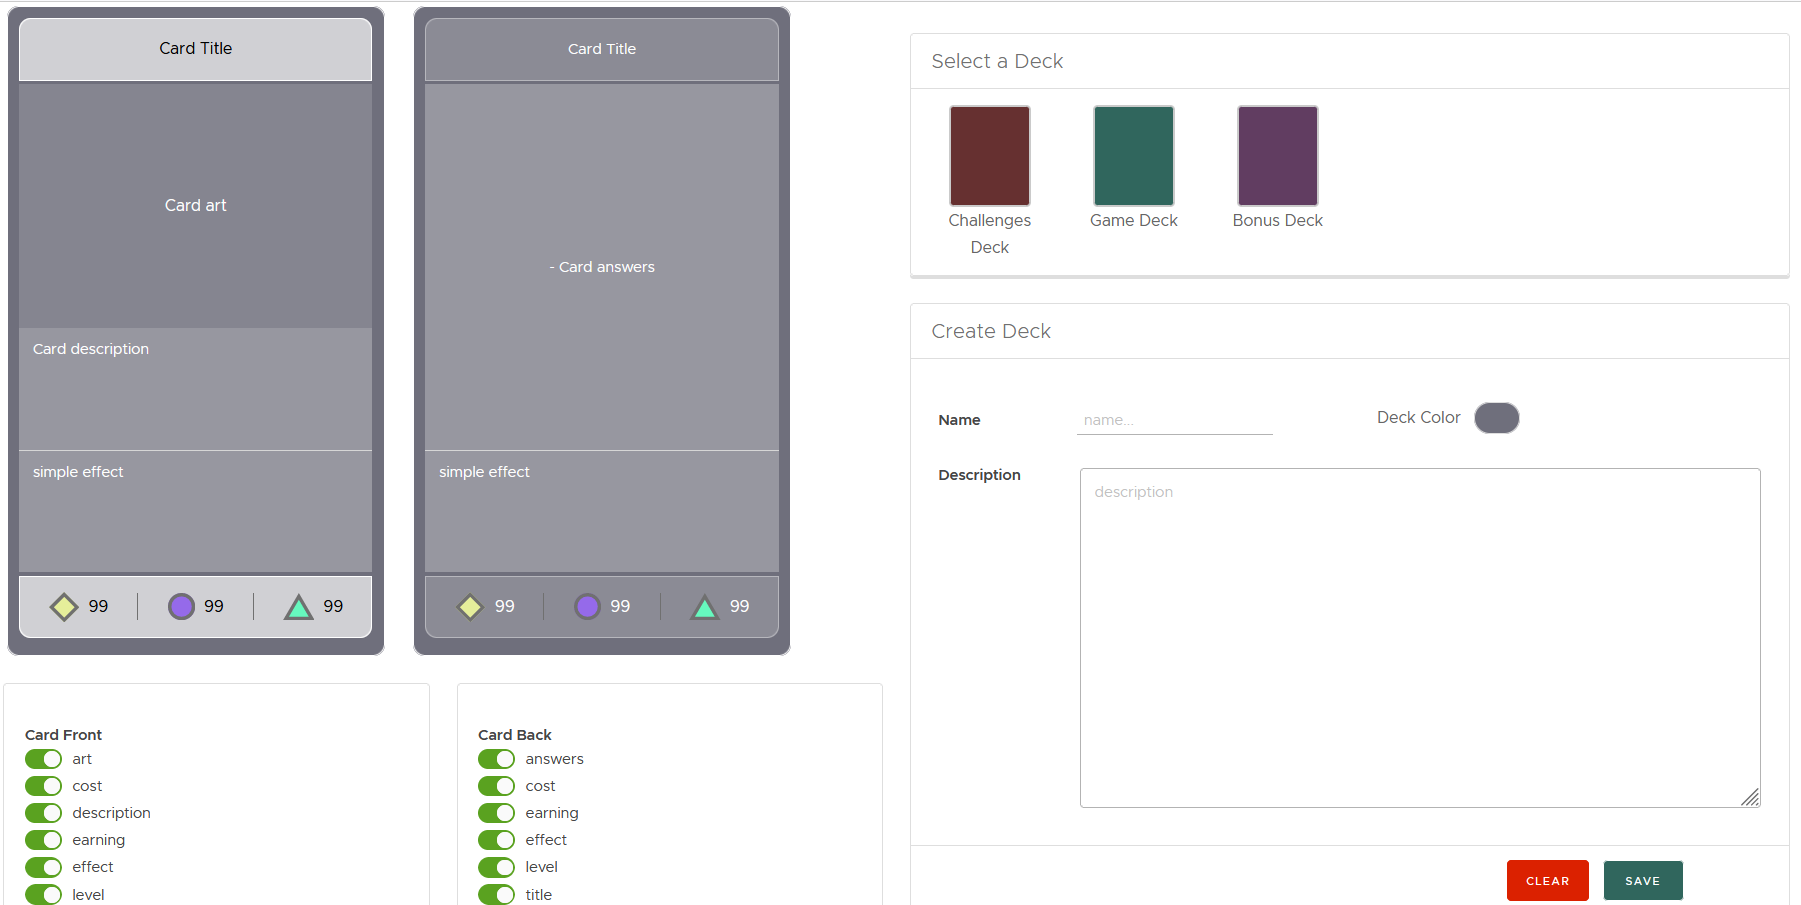 Card Title
Card art
Card description
simple effect
99
99
99
Card Title
- Card answers
simple effect
99
99
99
Card Front
art
cost
description
earning
effect
level
Card Back
answers
cost
earning
effect
level
title
Select a Deck
Challenges
Deck
Game Deck
Bonus Deck
Create Deck
Name
name...
Deck Color
Description
description
CLEAR
SAVE